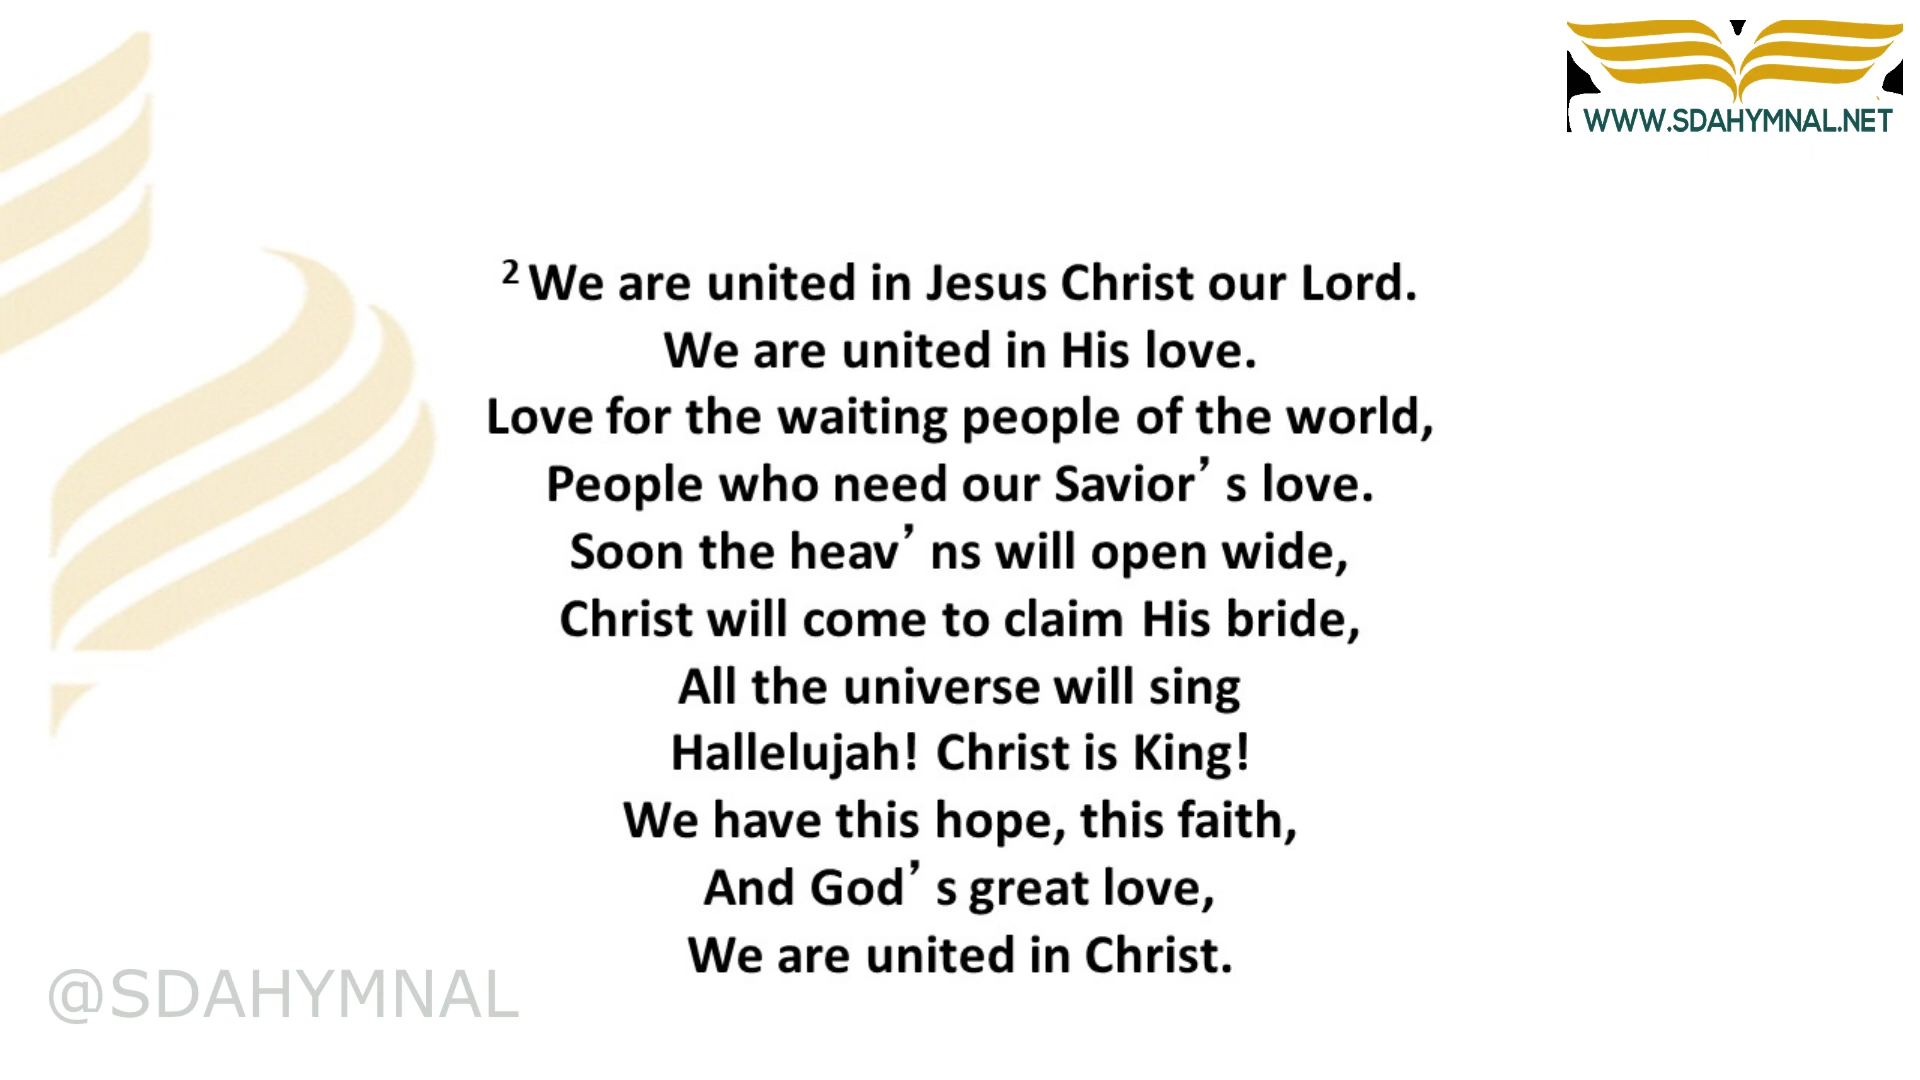 WWW.SDAHYMNAL.NET
2 We are united in Jesus Christ our Lord.
We are united in His love.
Love for the waiting people of the world,
People who need our Savior’s love.
Soon the heav’ns will open wide,
Christ will come to claim His bride,
All the universe will sing
Hallelujah! Christ is King!
We have this hope, this faith,
And God’s great love,
We are united in Christ.
@SDAHYMNAL